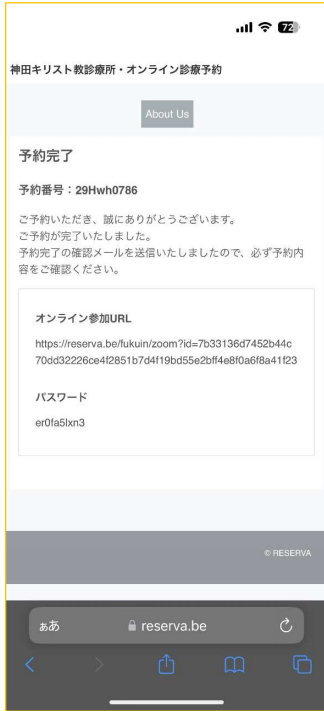 72
神田キリスト教診療所・オンライン診療予約
About Us
予約完了
予約番号：29Hwh0786
ご予約いただき、誠にありがとうございます。
ご予約が完了いたしました。
予約完了の確認メールを送信いたしましたので、必ず予約内
容をご確認ください。
オンライン参加URL
https://reserva.be/fukuin/zoom?id=7b33136d7452b44c
70dd32226ce4f2851b7d4f19bd55e2bff4e8f0a6f8a41f23
パスワード
er0fa5lxn3
© RESERVA
ぁあ
reserva.be